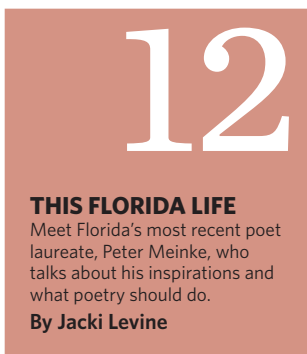 12
THIS FLORIDA LIFE
Meet Florida's most recent poet
laureate, Peter Meinke, who
talks about his inspirations and
what poetry should do.
By Jacki Levine